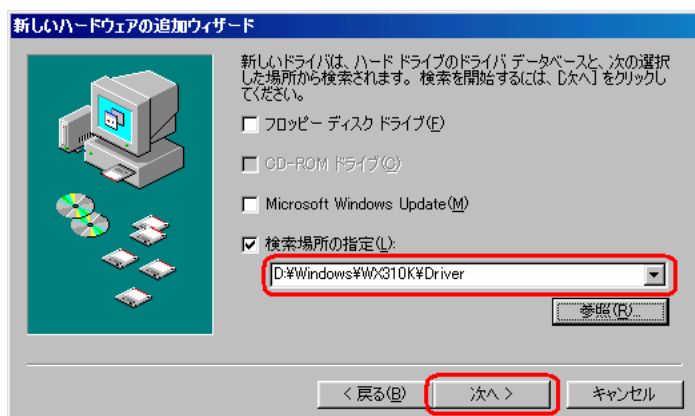 新しいハードウェアの追加ウィザード
新しいドライバは、ハード ドライブのドライバ データベースと、次の選択
した場所から検索されます。検索を開始するには、[次へ] をクリックし
てください。
フロッピー ディスク ドライブ(F)
CD-ROM ドライブ(C)
Microsoft Windows Update(M)
検索場所の指定(L):
D:¥Windows¥WX310K¥Driver
参照(R)...
< 戻る(B)
次へ >
キャンセル